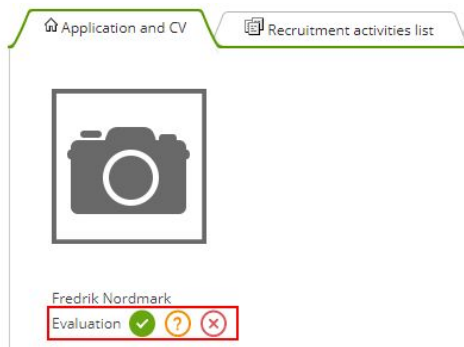 Application and CV
Recruitment activities list
Fredrik Nordmark
Evaluation